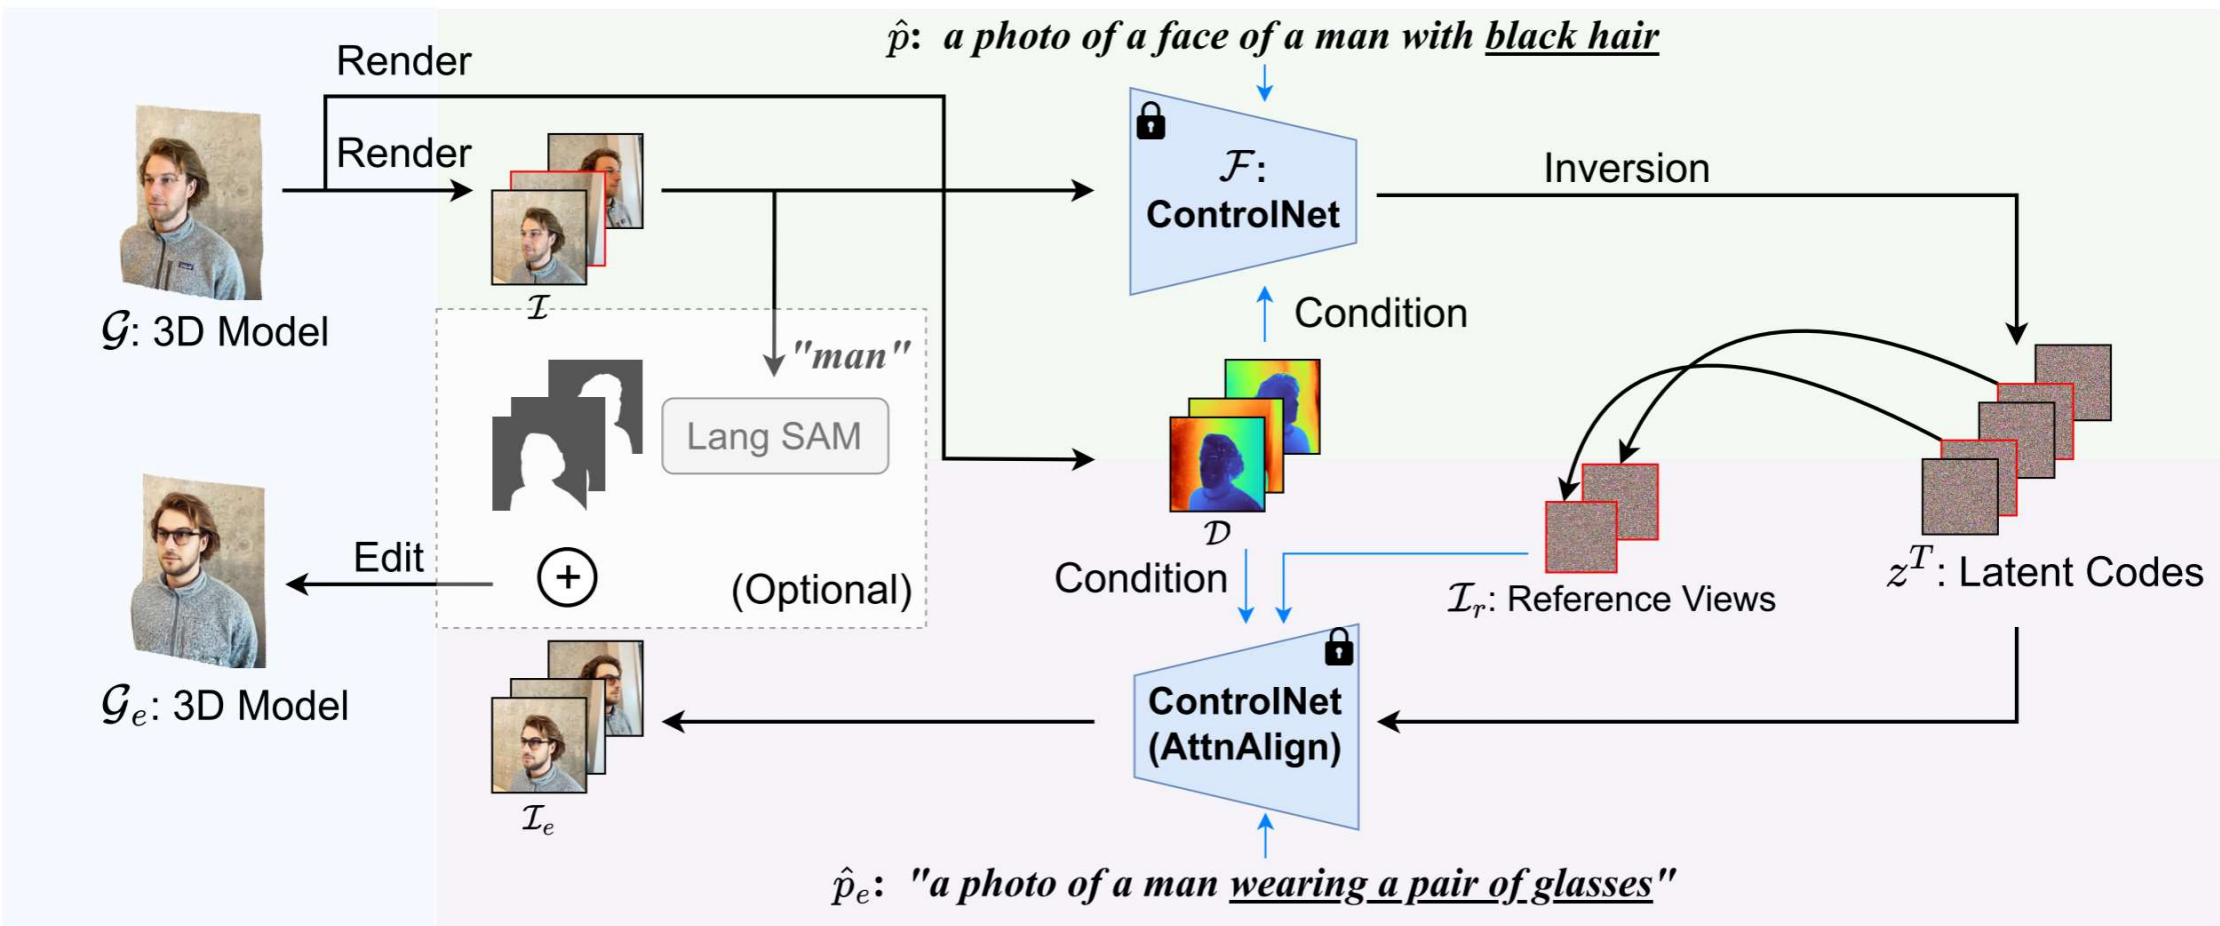 p̂: a photo of a face of a man with black hair
Render
Render
ℱ:
ControlNet
Inversion
𝓘
𝒢: 3D Model
Condition
"man"
Lang SAM
𝒟
Edit
(Optional)
Condition
𝓘ᵣ: Reference Views
zᵀ: Latent Codes
𝒢ₑ: 3D Model
ControlNet
(AttnAlign)
𝓘ₑ
p̂ₑ: "a photo of a man wearing a pair of glasses"